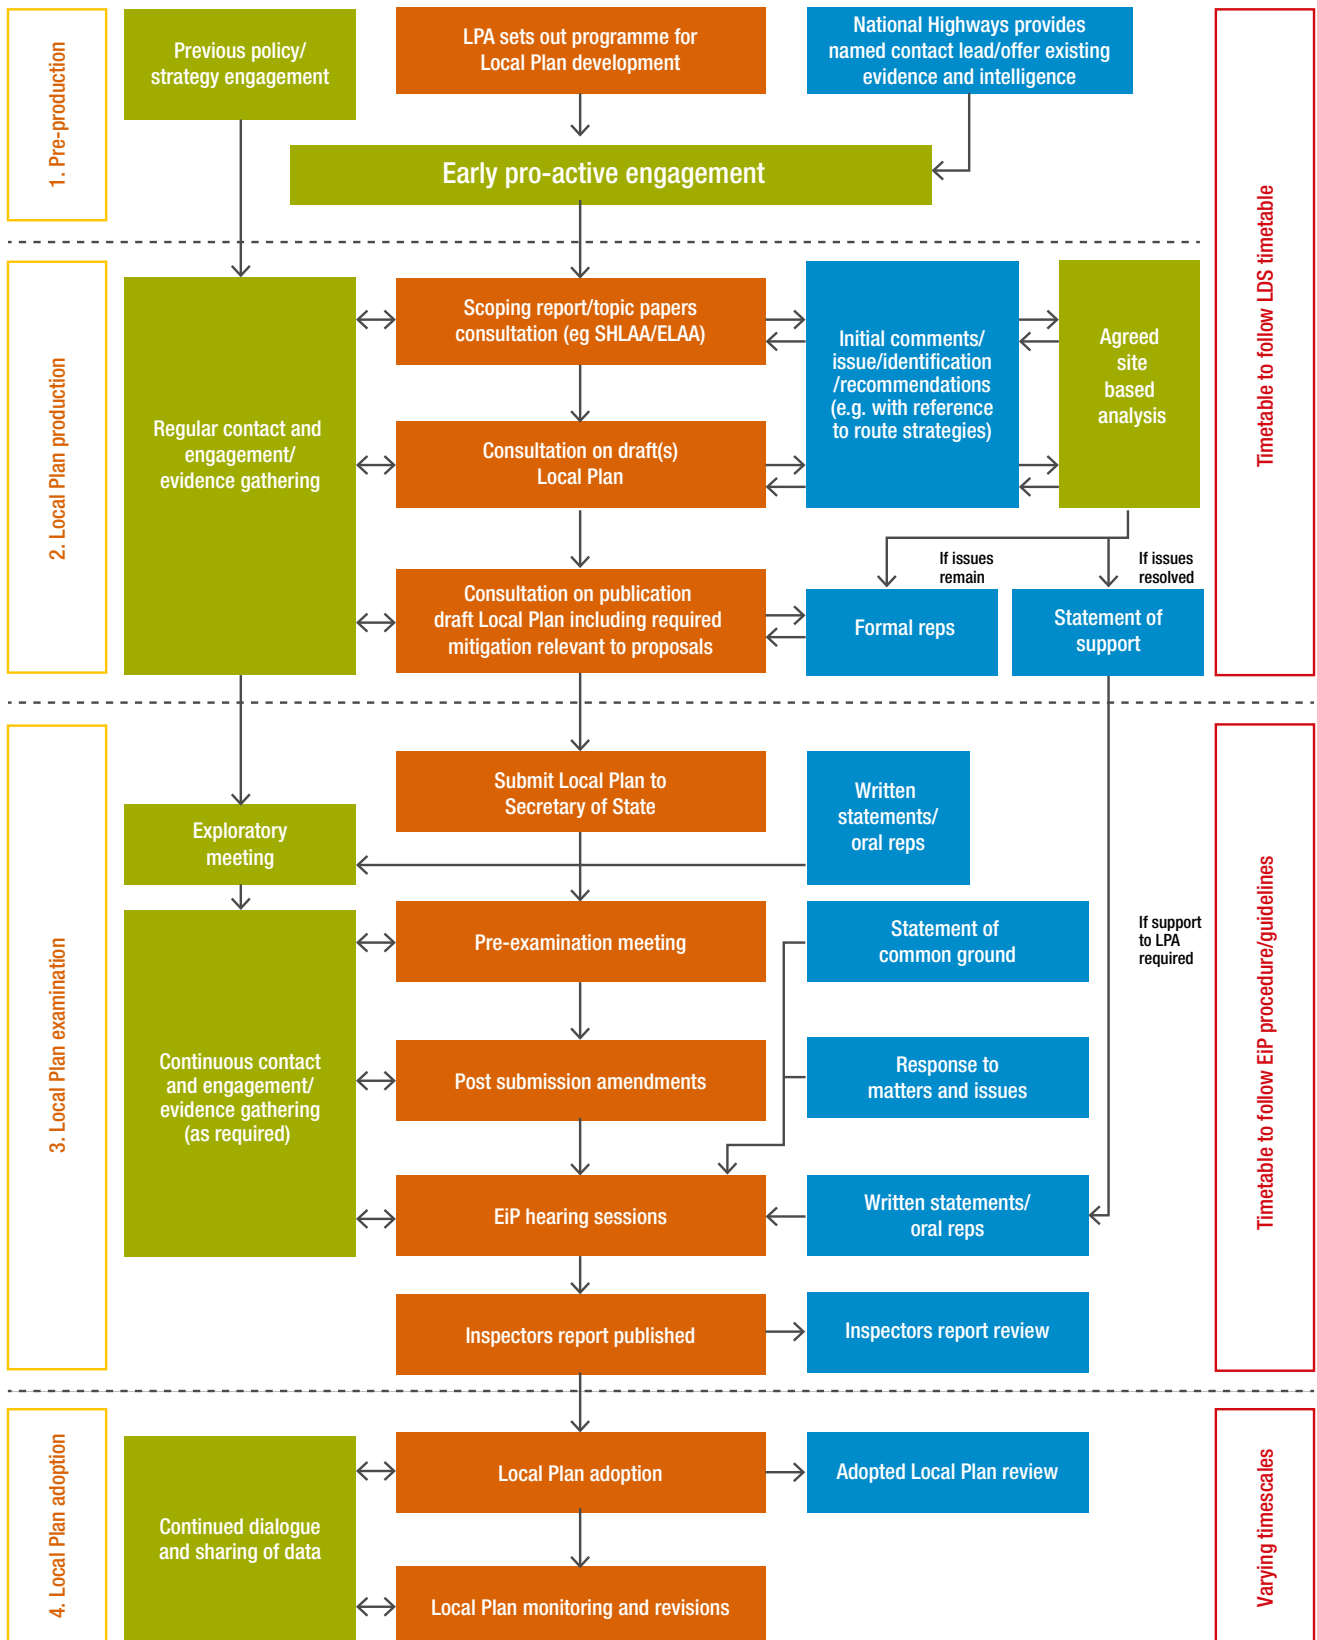 1. Pre-production
Previous policy/
strategy engagement
LPA sets out programme for
Local Plan development
National Highways provides
named contact lead/offer existing
evidence and intelligence
Early pro-active engagement
Timetable to follow LDS timetable
2. Local Plan production
Regular contact and
engagement/
evidence gathering
Scoping report/topic papers
consultation (eg SHLAA/ELAA)
Initial comments/
issue/identification
/recommendations
(e.g. with reference
to route strategies)
Agreed
site
based
analysis
Consultation on draft(s)
Local Plan
If issues
remain
If issues
resolved
Consultation on publication
draft Local Plan including required
mitigation relevant to proposals
Formal reps
Statement of
support
3. Local Plan examination
Submit Local Plan to
Secretary of State
Written
statements/
oral reps
Exploratory
meeting
Timetable to follow EiP procedure/guidelines
Continuous contact
and engagement/
evidence gathering
(as required)
Pre-examination meeting
Statement of
common ground
If support
to LPA
required
Post submission amendments
Response to
matters and issues
EiP hearing sessions
Written statements/
oral reps
Inspectors report published
Inspectors report review
4. Local Plan adoption
Continued dialogue
and sharing of data
Local Plan adoption
Adopted Local Plan review
Local Plan monitoring and revisions
Varying timescales